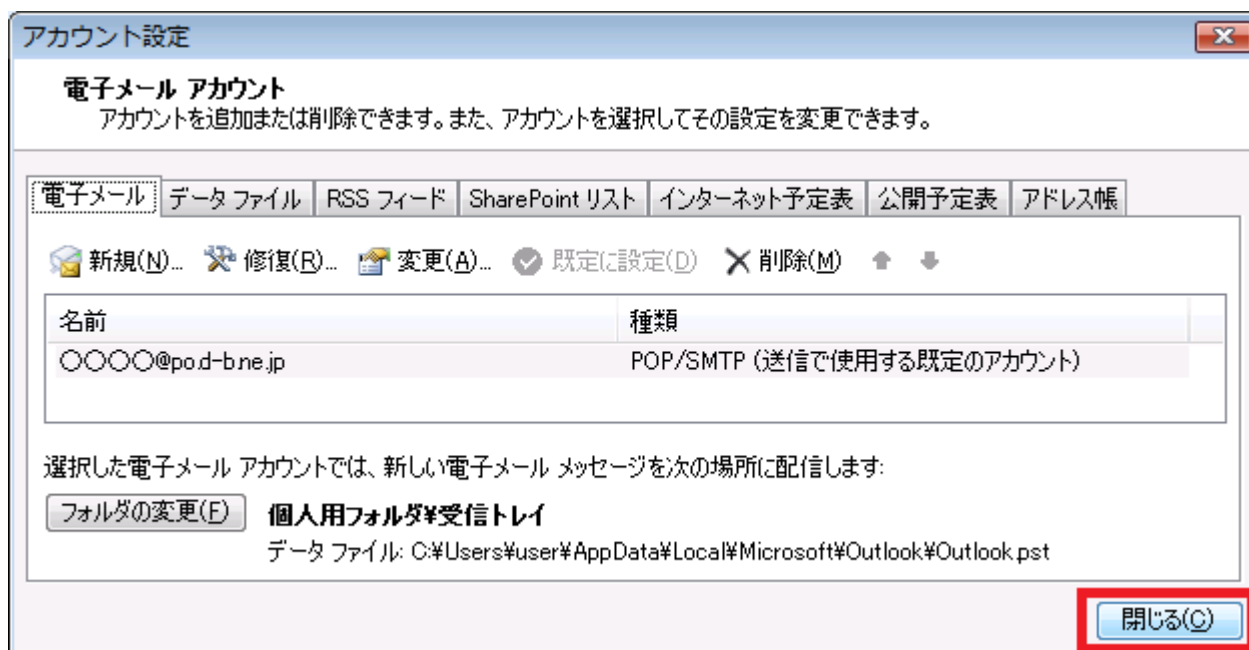 アカウント設定
電子メール アカウント
アカウントを追加または削除できます。また、アカウントを選択してその設定を変更できます。
電子メール データ ファイル RSS フィード SharePoint リスト インターネット予定表 公開予定表 アドレス帳
新規(N)... 修復(R)... 変更(A)... 既定に設定(D) 削除(M)
名前 種類
〇〇〇〇@po.d-b.ne.jp POP/SMTP (送信で使用する既定のアカウント)
選択した電子メール アカウントでは、新しい電子メール メッセージを次の場所に配信します:
フォルダの変更(F) 個人用フォルダ¥受信トレイ
データ ファイル: C:¥Users¥user¥AppData¥Local¥Microsoft¥Outlook¥Outlook.pst
閉じる(C)